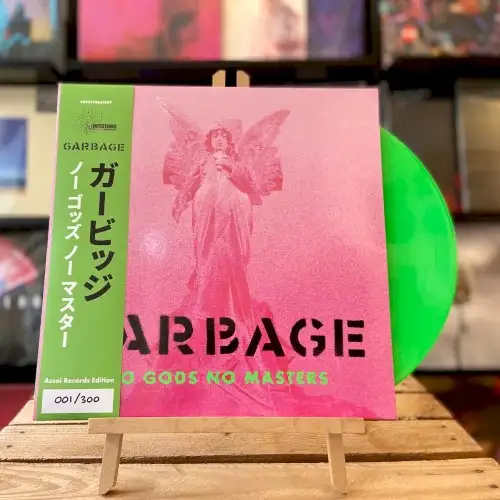 GARBAGE
ガービッジ
ノー ゴッズ ノー マスター
Assai Records Edition
001/300
ARBAGE
O GODS NO MASTERS